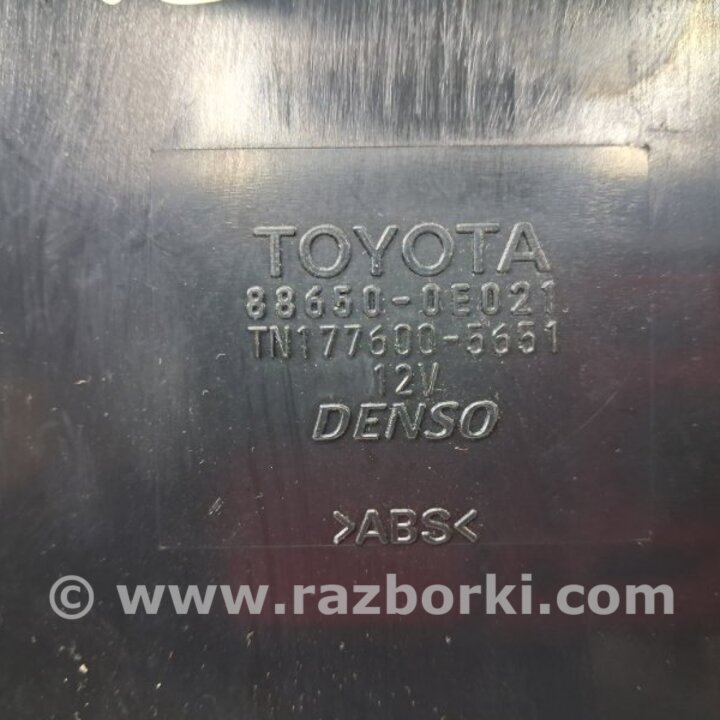 TOYOTA
88650-0E021
TN177600-5651
12V
DENSO
>ABS<
© www.razborki.com